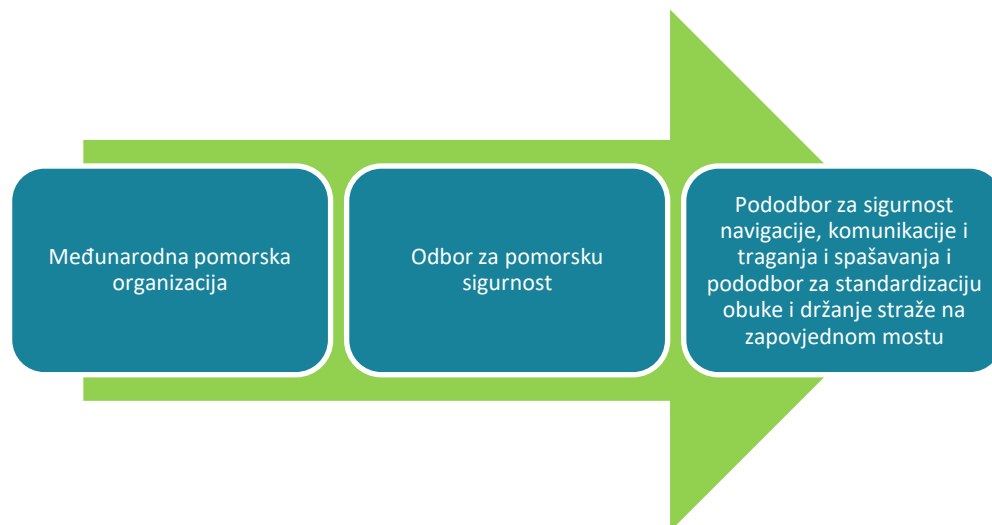 Međunarodna pomorska
organizacija
Odbor za pomorsku
sigurnost
Pododbor za sigurnost
navigacije, komunikacije i
traganja i spašavanja i
pododbor za standardizaciju
obuke i držanje straže na
zapovjednom mostu